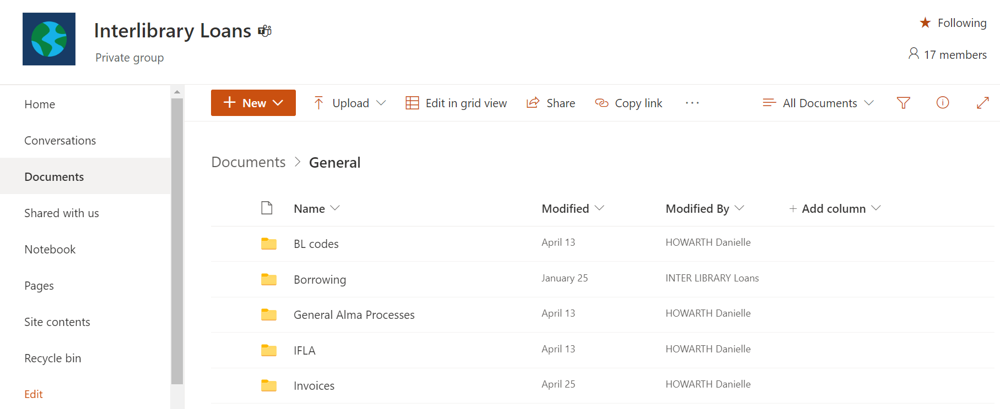 Interlibrary Loans
Private group
Following
17 members
Home
Conversations
Documents
Shared with us
Notebook
Pages
Site contents
Recycle bin
Edit
+ New Upload Edit in grid view Share Copy link ··· All Documents
Documents > General
Name Modified Modified By + Add column
BL codes April 13 HOWARTH Danielle
Borrowing January 25 INTER LIBRARY Loans
General Alma Processes April 13 HOWARTH Danielle
IFLA April 13 HOWARTH Danielle
Invoices April 25 HOWARTH Danielle